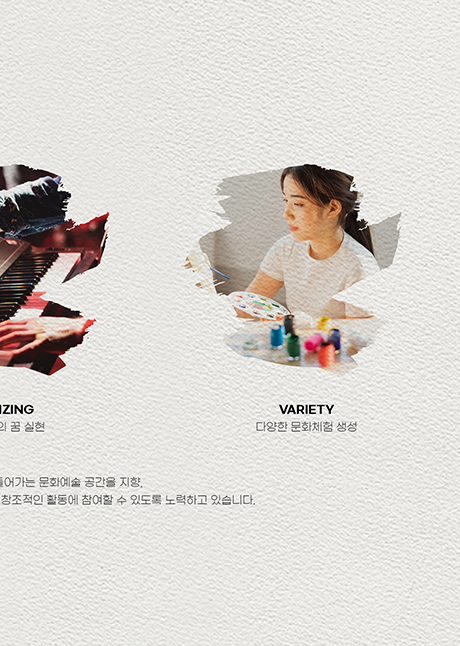 IZING
VARIETY
의 꿈 실현
다양한 문화체험 생성
들어가는 문화예술 공간을 지향,
창조적인 활동에 참여할 수 있도록 노력하고 있습니다.